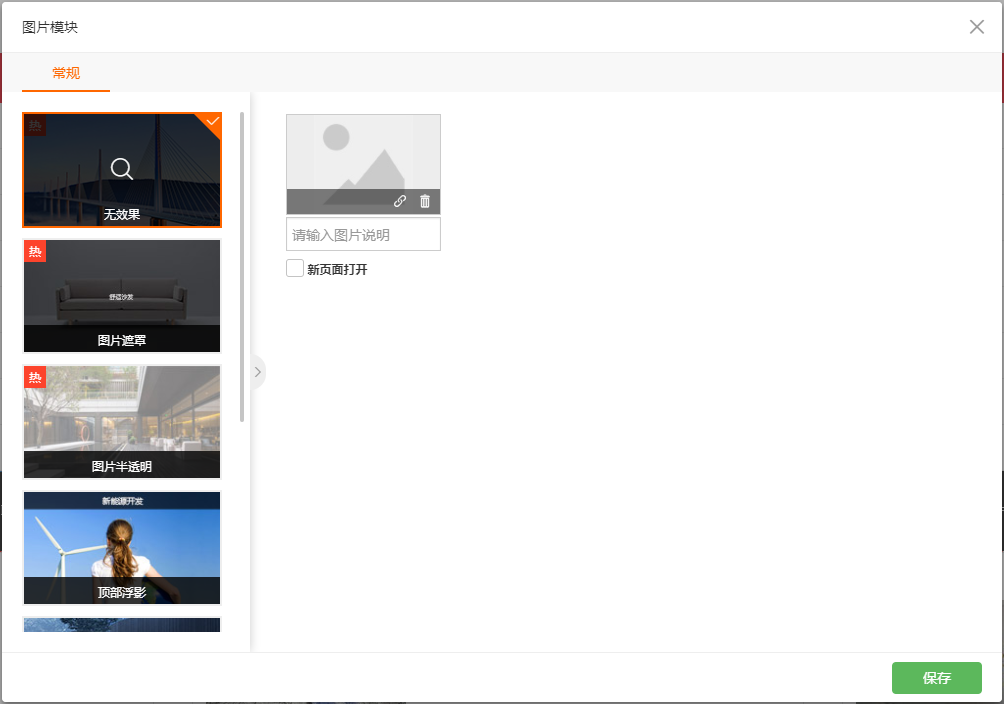 图片模块
常规
热
无效果
热
舒适沙发
图片遮罩
热
图片半透明
新能源开发
顶部浮影
请输入图片说明
新页面打开
保存